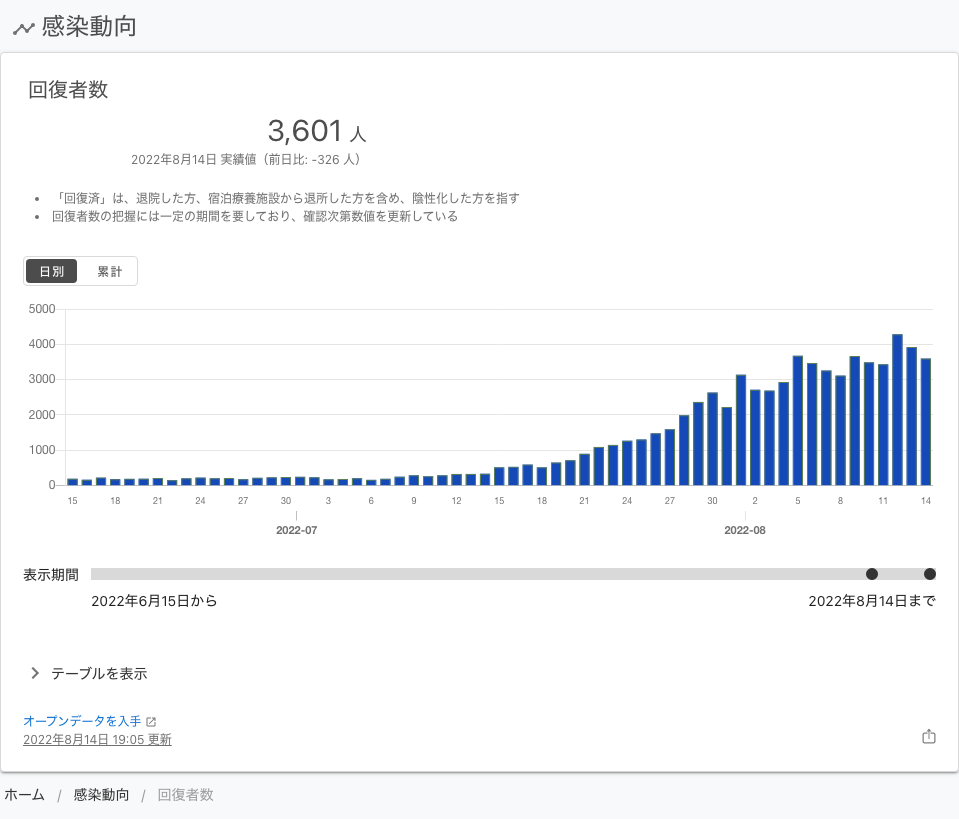 感染動向
回復者数
3,601 人
2022年8月14日 実績値（前日比: -326 人）
• 「回復済」は、退院した方、宿泊療養施設から退所した方を含め、陰性化した方を指す
• 回復者数の把握には一定の期間を要しており、確認次第数値を更新している
日別 累計
5000
4000
3000
2000
1000
0
15 18 21 24 27 30 3 6 9 12 15 18 21 24 27 30 2 5 8 11 14
2022-07 2022-08
表示期間
2022年6月15日から 2022年8月14日まで
テーブルを表示
オープンデータを入手
2022年8月14日 19:05 更新
ホーム / 感染動向 / 回復者数